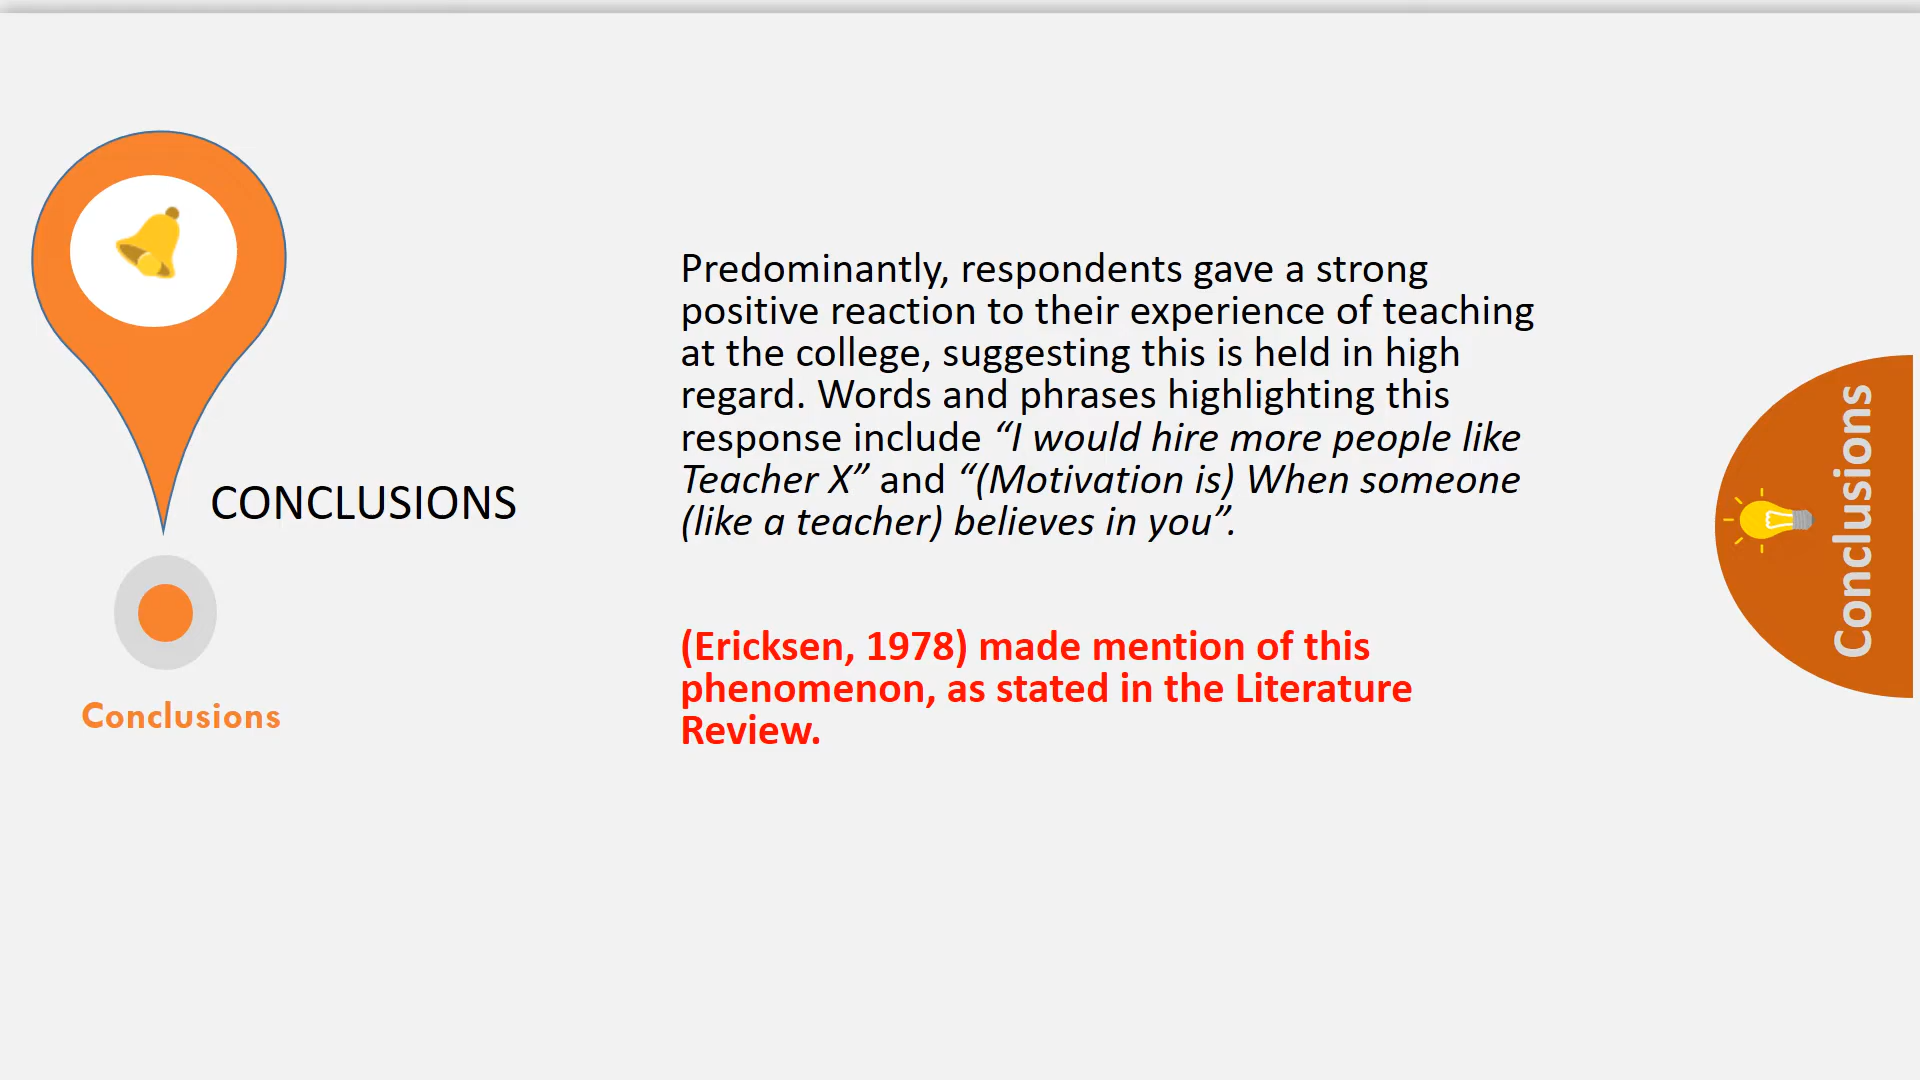 CONCLUSIONS
Conclusions
Predominantly, respondents gave a strong
positive reaction to their experience of teaching
at the college, suggesting this is held in high
regard. Words and phrases highlighting this
response include “I would hire more people like
Teacher X” and “(Motivation is) When someone
(like a teacher) believes in you”.
(Ericksen, 1978) made mention of this
phenomenon, as stated in the Literature
Review.
Conclusions